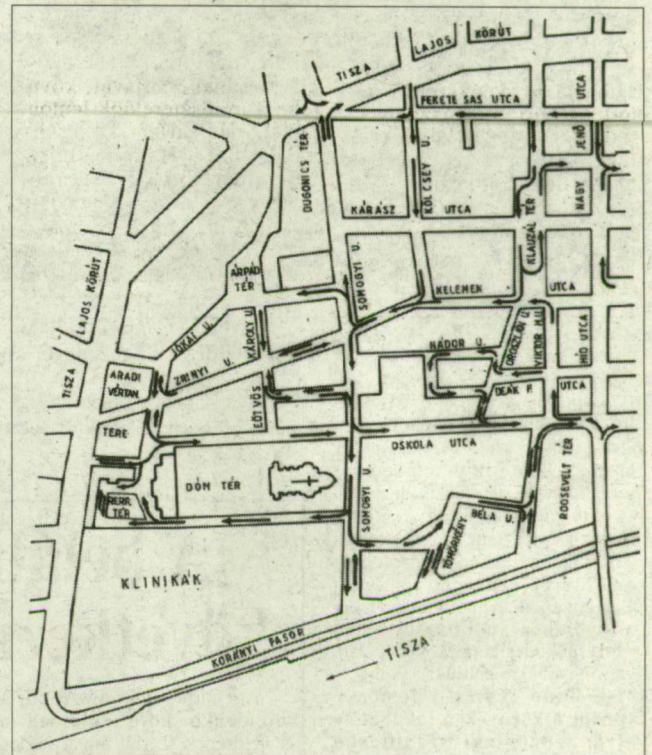 TISZA
LAJOS
KÖRÚT
FEKETE SAS UTCA
UTCA
JENŐ
NAGY
DUGONICS TÉR
KÖLCSEY U.
KÁRÁSZ
UTCA
KLAUZÁL TÉR
ÁRPÁD
TÉR
SOMOGYI U.
KELEMEN
UTCA
LAJOS KÖRÚT
TISZA
JÓKAI U.
KÁROLY U.
ZRÍNYI U.
NÁDOR U.
OROSZLÁN U.
VIKTOR H.U.
HÍD UTCA
ARADI
VÉRTAN.
TERE
EÖTVÖS
DEÁK F.
UTCA
OSKOLA UTCA
ROOSEVELT TÉR
DÓM TÉR
SOMOGYI U.
RERR.
TÉR
TÖMÖRKÉNY
BÉLA U.
KLINIKÁK
KORÁNYI FASOR
TISZA